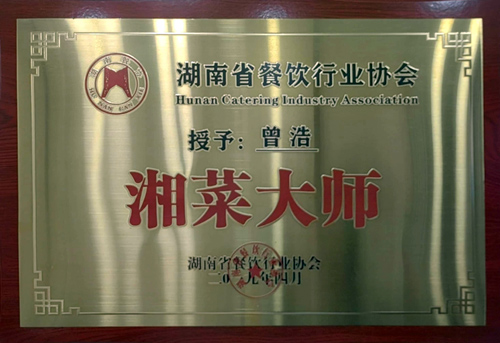 湖南省餐饮行业协会
Hunan Catering Industry Association
授予：曾浩
湘菜大师
湖南省餐饮行业协会
二〇一九年四月